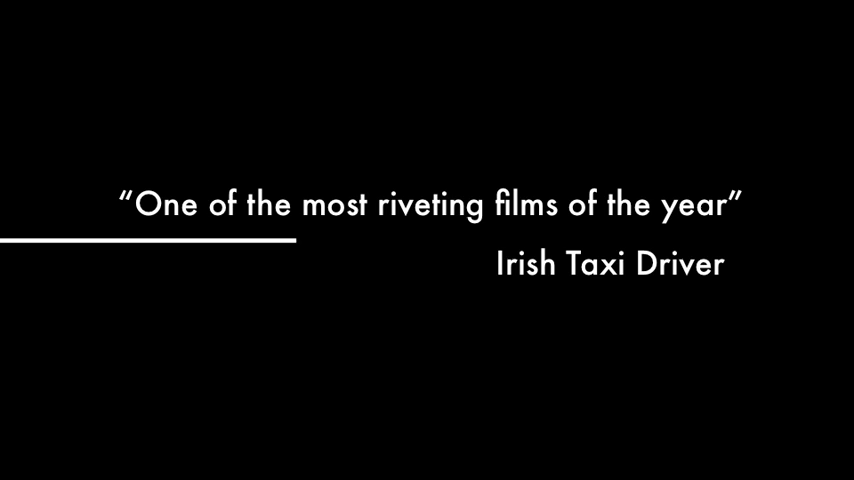 “One of the most riveting films of the year”
Irish Taxi Driver